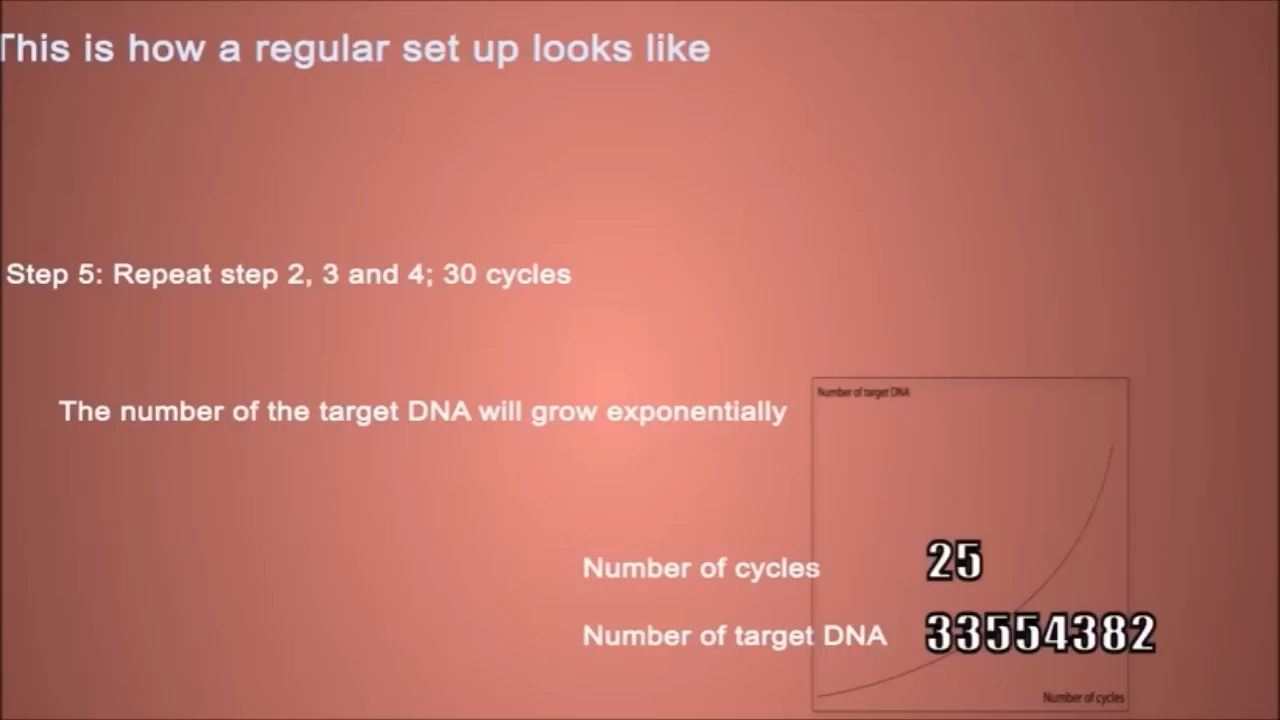 This is how a regular set up looks like
Step 5: Repeat step 2, 3 and 4; 30 cycles
The number of the target DNA will grow exponentially
Number of target DNA
Number of cycles 25
Number of target DNA 33554382
Number of cycles